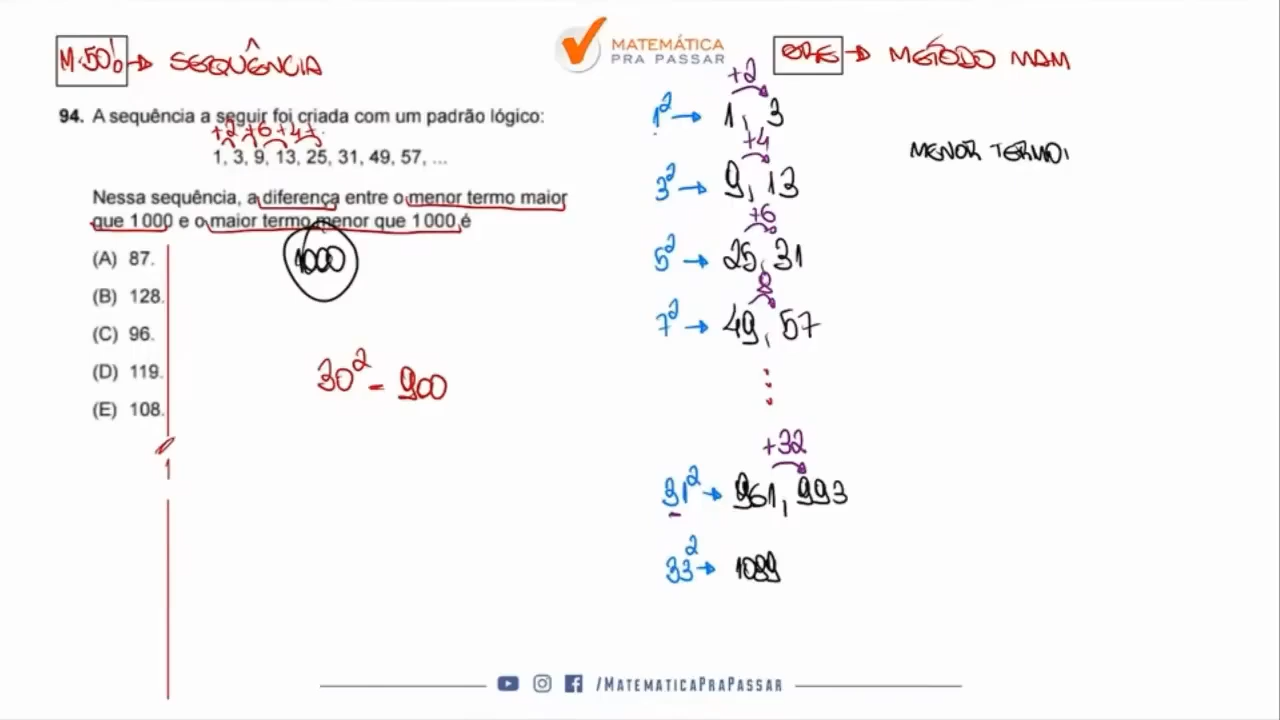 M.50% → SEQUÊNCIA
MATEMÁTICA
PRA PASSAR
→ MÉTODO MAM
94. A sequência a seguir foi criada com um padrão lógico:
+2 +6 +4
1, 3, 9, 13, 25, 31, 49, 57, ...
Nessa sequência, a diferença entre o menor termo maior
que 1000 e o maior termo menor que 1000 é
(A) 87.
(B) 128.
(C) 96.
(D) 119.
(E) 108.
1000
30² = 900
+2
1² → 1, 3
+4
3² → 9, 13
+6
5² → 25, 31
8
7² → 49, 57
+32
31² → 961, 993
33² → 1089
MENOR TERMO
/MATEMATICAPRAPASSAR